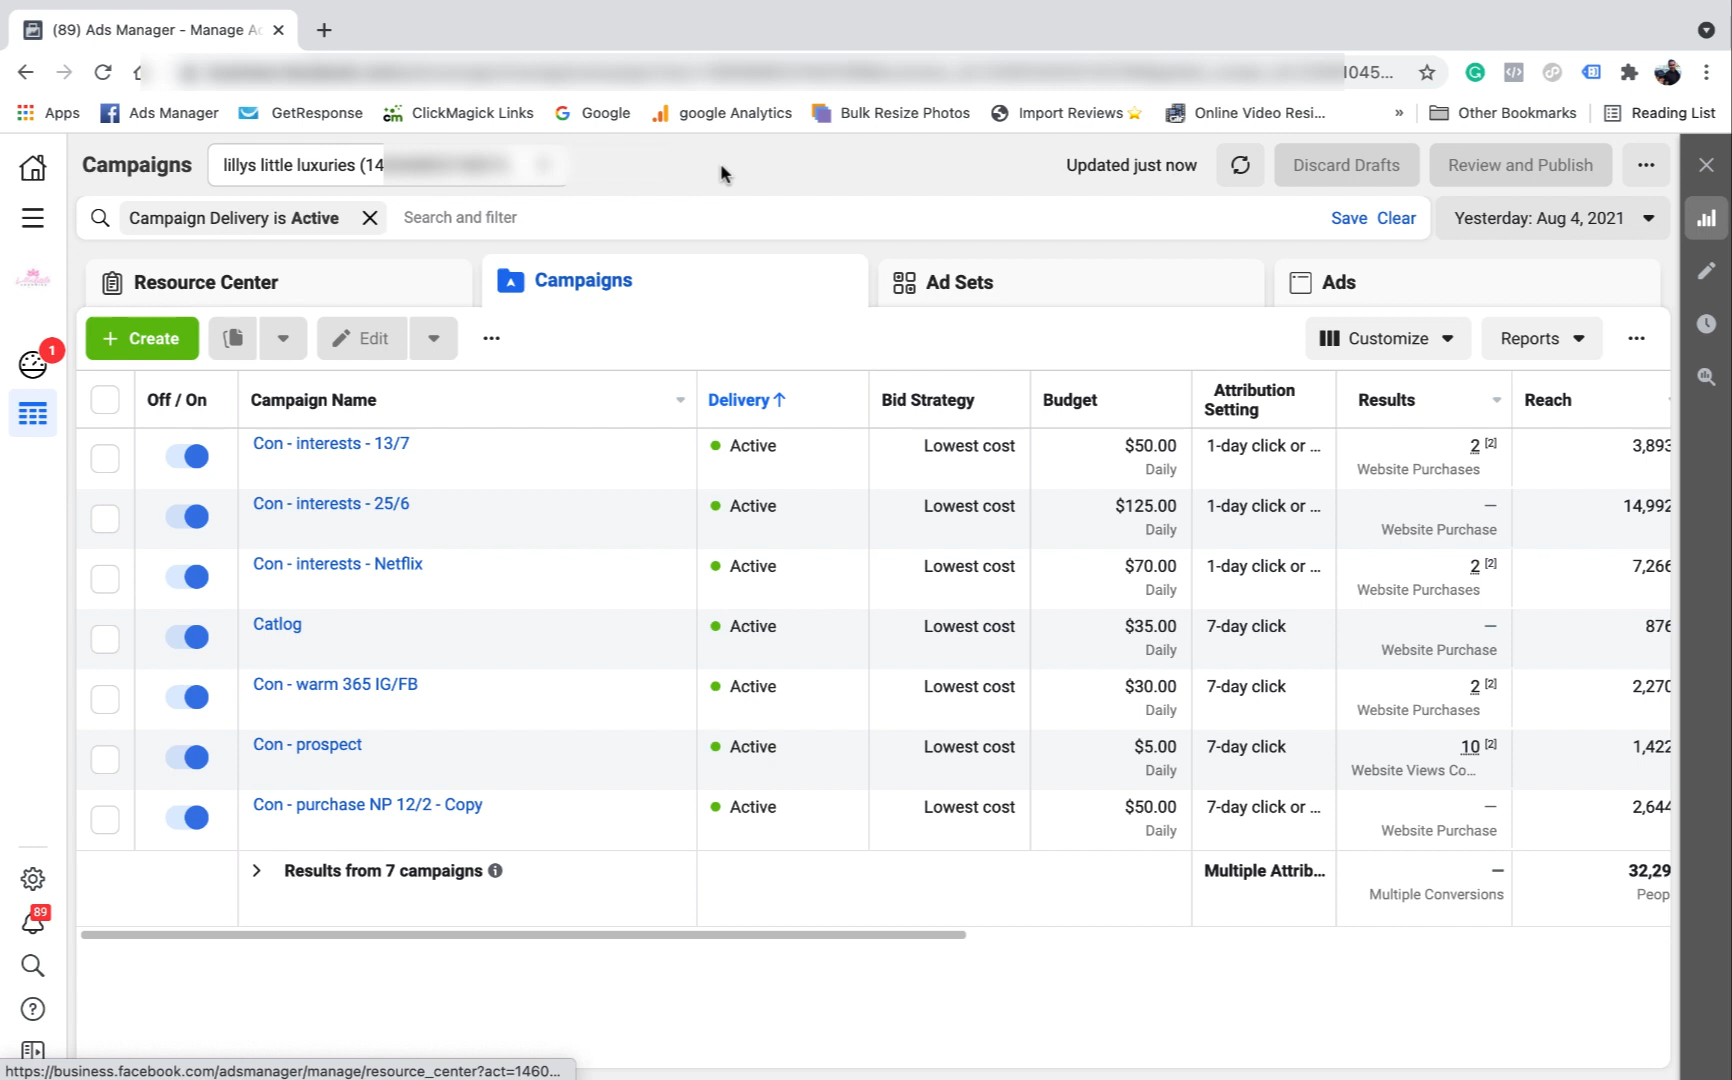 (89) Ads Manager - Manage Ad
1045...
Apps
Ads Manager
GetResponse
cm
ClickMagick Links
Google
google Analytics
Bulk Resize Photos
Import Reviews
Online Video Resi...
»
Other Bookmarks
Reading List
Campaigns
lillys little luxuries (14
Updated just now
Discard Drafts
Review and Publish
Campaign Delivery is Active
Search and filter
Save
Clear
Yesterday: Aug 4, 2021
Resource Center
Campaigns
Ad Sets
Ads
+ Create
Edit
Customize
Reports
1
Off / On
Campaign Name
Delivery ↑
Bid Strategy
Budget
Attribution
Setting
Results
Reach
Con - interests - 13/7
Active
Lowest cost
$50.00
Daily
1-day click or ...
2 [2]
Website Purchases
3,893
Con - interests - 25/6
Active
Lowest cost
$125.00
Daily
1-day click or ...
—
Website Purchase
14,992
Con - interests - Netflix
Active
Lowest cost
$70.00
Daily
1-day click or ...
2 [2]
Website Purchases
7,266
Catlog
Active
Lowest cost
$35.00
Daily
7-day click
—
Website Purchase
876
Con - warm 365 IG/FB
Active
Lowest cost
$30.00
Daily
7-day click
2 [2]
Website Purchases
2,270
Con - prospect
Active
Lowest cost
$5.00
Daily
7-day click
10 [2]
Website Views Co...
1,422
Con - purchase NP 12/2 - Copy
Active
Lowest cost
$50.00
Daily
7-day click or ...
—
Website Purchase
2,644
Results from 7 campaigns
Multiple Attrib...
—
Multiple Conversions
32,29
Peop
89
https://business.facebook.com/adsmanager/manage/resource_center?act=1460...